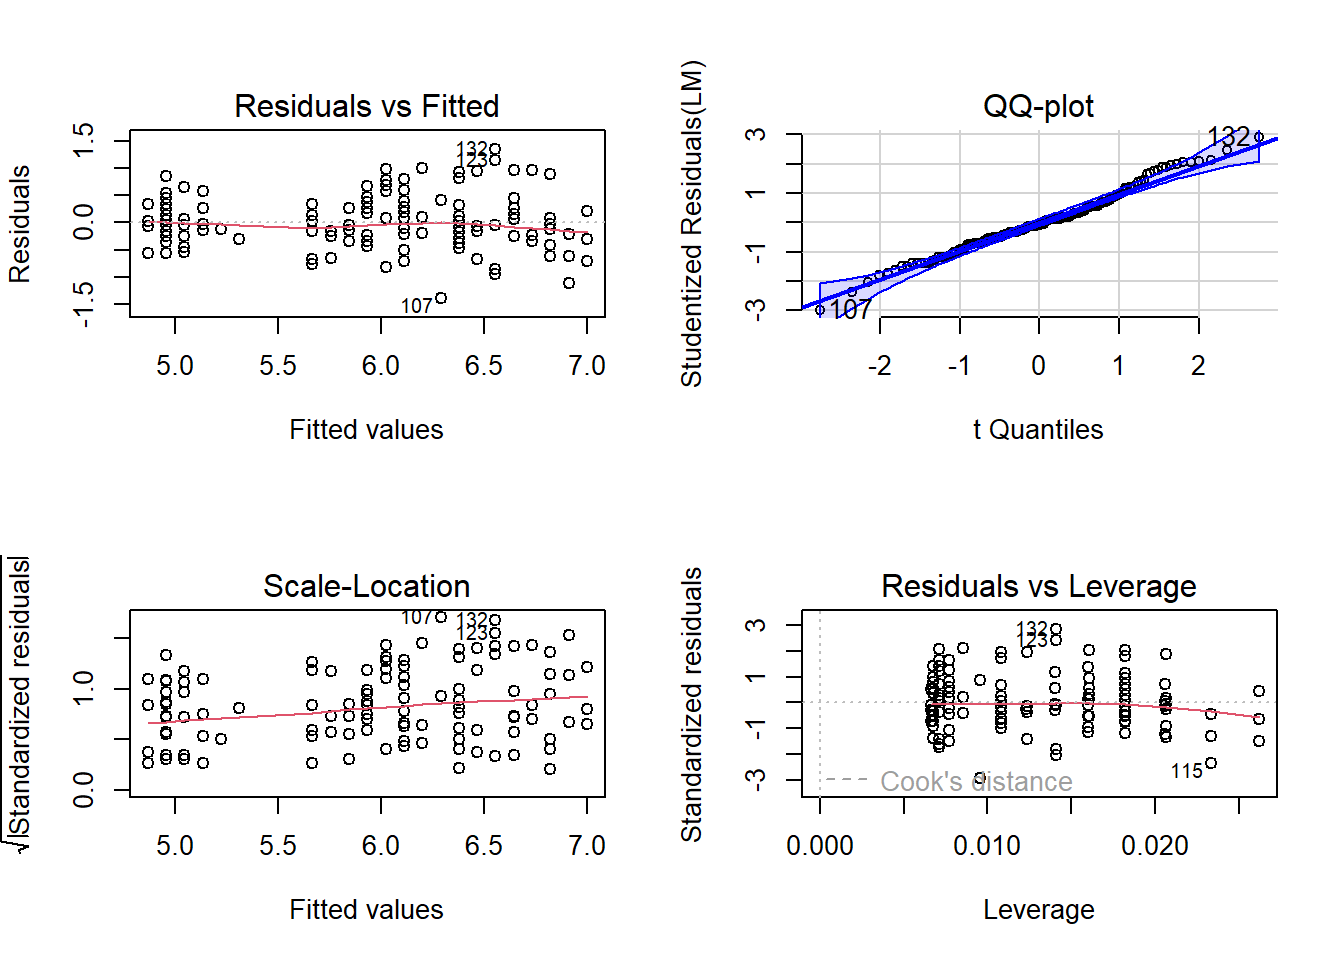 Residuals vs Fitted
Residuals
1.5
0.0
-1.5
132
123
107
5.0 5.5 6.0 6.5 7.0
Fitted values
QQ-plot
Studentized Residuals(LM)
3
1
-1
-3
132
107
-2 -1 0 1 2
t Quantiles
Scale-Location
√|Standardized residuals|
1.0
0.0
107
132
123
5.0 5.5 6.0 6.5 7.0
Fitted values
Residuals vs Leverage
Standardized residuals
3
1
-1
-3
132
123
115
Cook's distance
0.000 0.010 0.020
Leverage